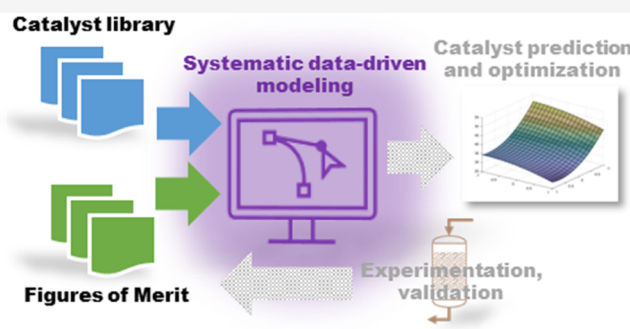 Catalyst library
Systematic data-driven
modeling
Catalyst prediction
and optimization
Figures of Merit
Experimentation,
validation